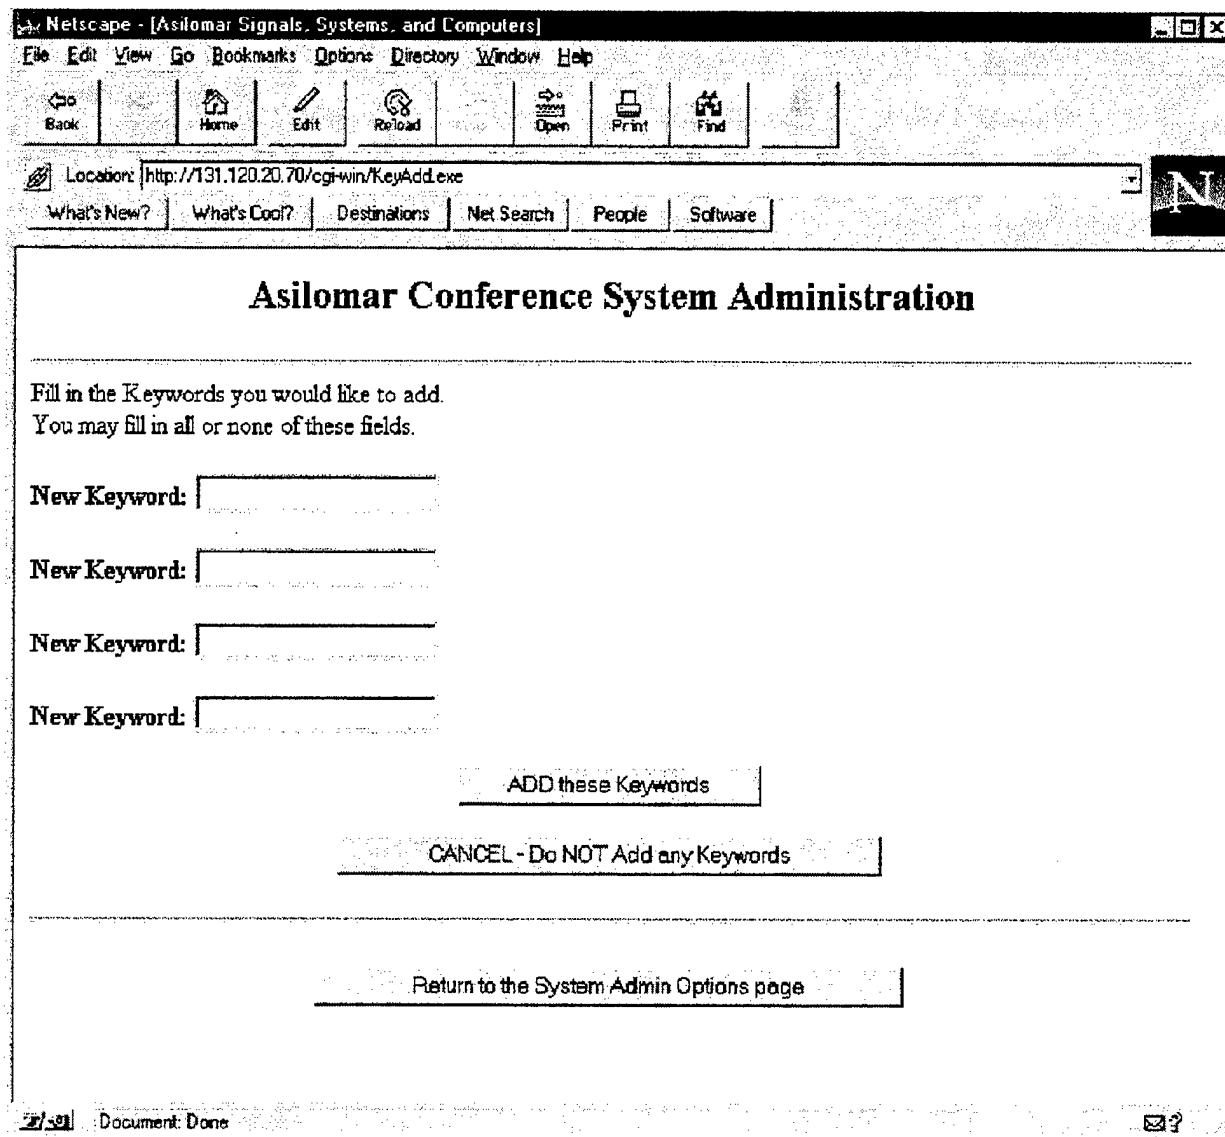 Netscape - [Asilomar Signals, Systems, and Computers]
File Edit View Go Bookmarks Options Directory Window Help
Back Home Edit Reload Open Print Find
Location: http://131.120.20.70/cgi-win/KeyAdd.exe
N
What's New? What's Cool? Destinations Net Search People Software
Asilomar Conference System Administration
Fill in the Keywords you would like to add.
You may fill in all or none of these fields.
New Keyword:
New Keyword:
New Keyword:
New Keyword:
ADD these Keywords
CANCEL - Do NOT Add any Keywords
Return to the System Admin Options page
Document: Done